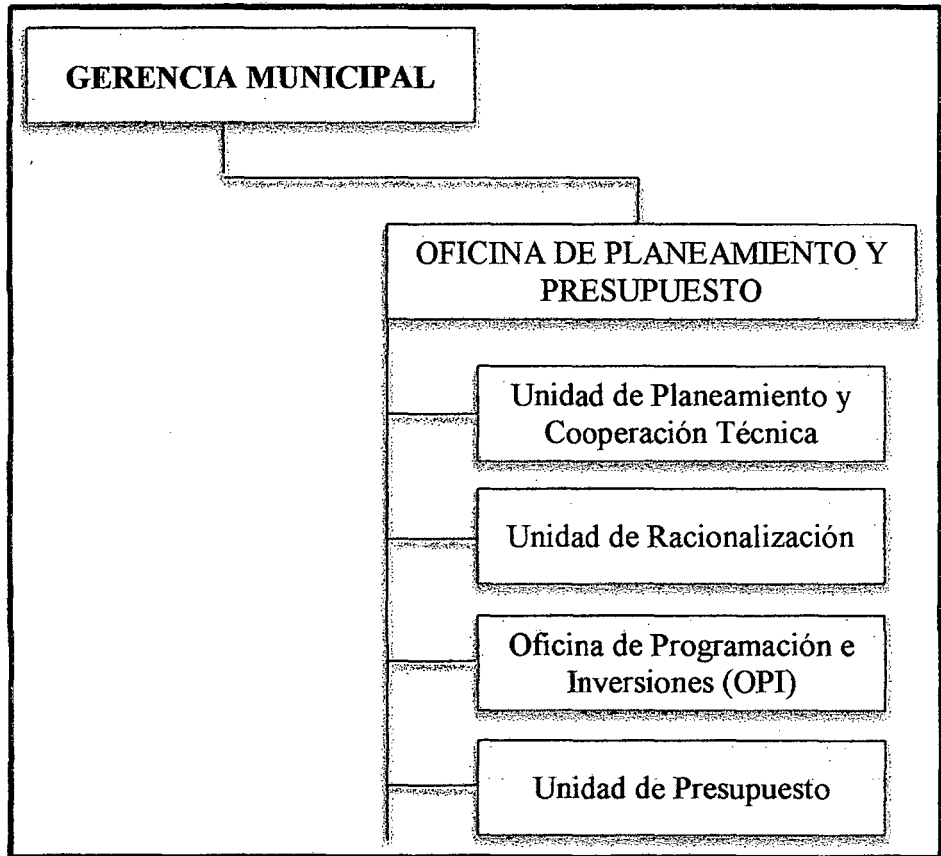 GERENCIA MUNICIPAL
OFICINA DE PLANEAMIENTO Y
PRESUPUESTO
Unidad de Planeamiento y
Cooperación Técnica
Unidad de Racionalización
Oficina de Programación e
Inversiones (OPI)
Unidad de Presupuesto